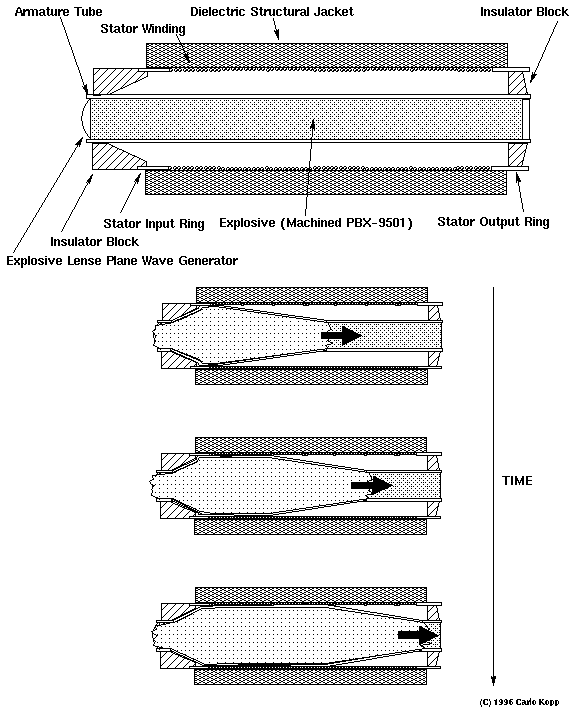 Armature Tube
Dielectric Structural Jacket
Insulator Block
Stator Winding
Stator Input Ring
Explosive (Machined PBX-9501)
Stator Output Ring
Insulator Block
Explosive Lense Plane Wave Generator
TIME
(C) 1996 Carlo Kopp